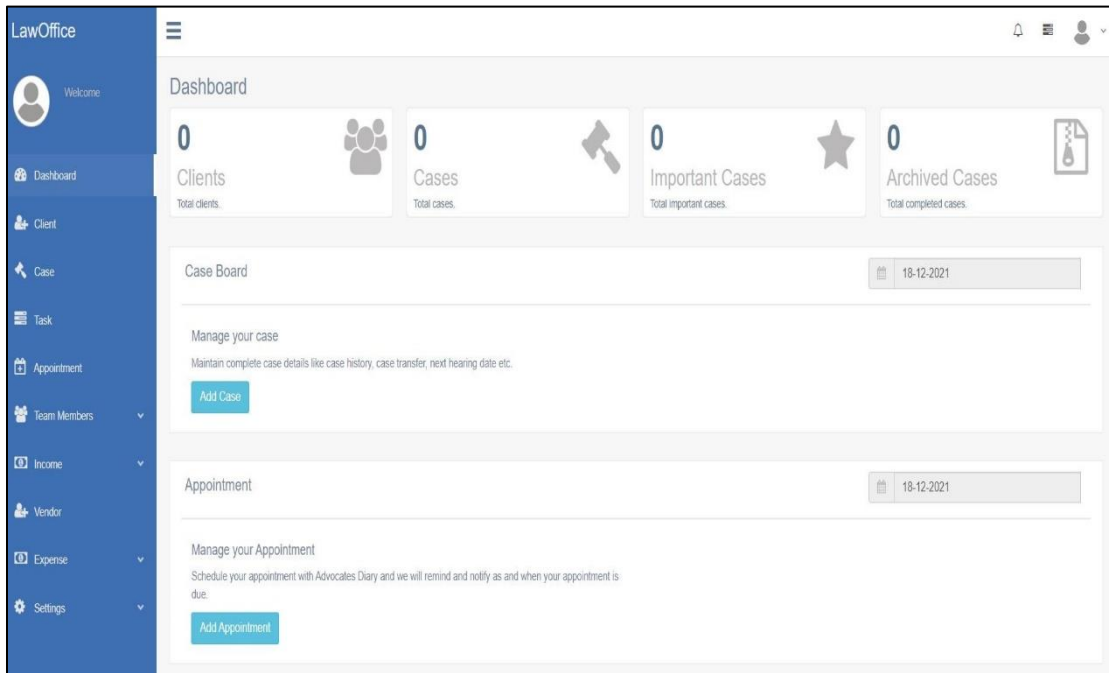 LawOffice
Welcome
Dashboard
Client
Case
Task
Appointment
Team Members
Income
Vendor
Expense
Settings
Dashboard
0
Clients
Total clients.
0
Cases
Total cases.
0
Important Cases
Total important cases.
0
Archived Cases
Total completed cases.
Case Board
18-12-2021
Manage your case
Maintain complete case details like case history, case transfer, next hearing date etc.
Add Case
Appointment
18-12-2021
Manage your Appointment
Schedule your appointment with Advocates Diary and we will remind and notify as and when your appointment is
due.
Add Appointment